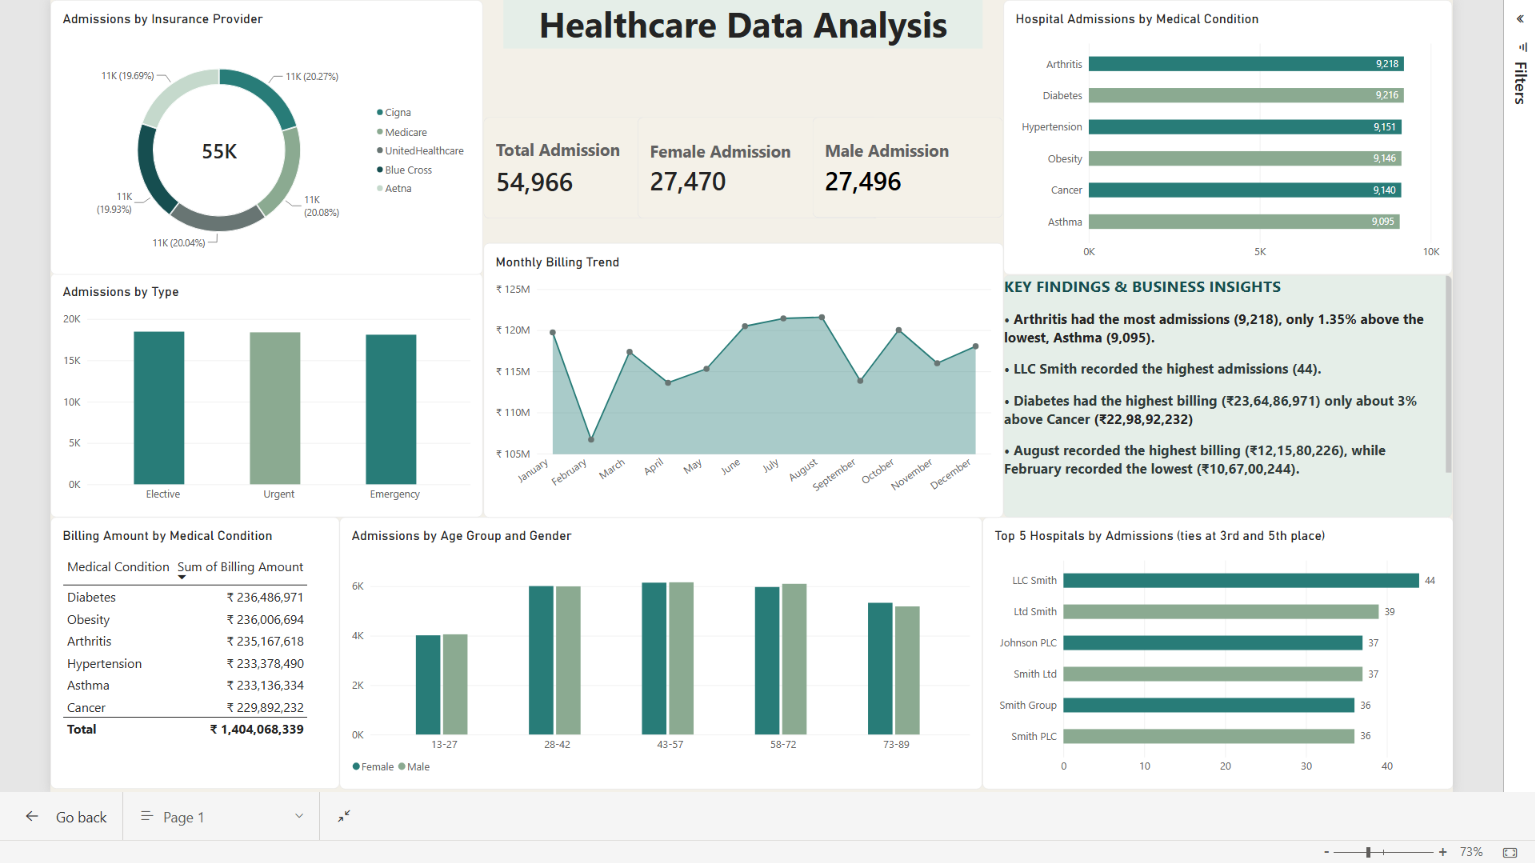 Admissions by Insurance Provider
11K (19.69%)
11K (20.27%)
55K
11K
(19.93%)
11K
(20.08%)
11K (20.04%)
Cigna
Medicare
UnitedHealthcare
Blue Cross
Aetna
Healthcare Data Analysis
Total Admission
54,966
Female Admission
27,470
Male Admission
27,496
Hospital Admissions by Medical Condition
Arthritis 9,218
Diabetes 9,216
Hypertension 9,151
Obesity 9,146
Cancer 9,140
Asthma 9,095
0K 5K 10K
Filters
Admissions by Type
20K
15K
10K
5K
0K
Elective Urgent Emergency
Monthly Billing Trend
₹ 125M
₹ 120M
₹ 115M
₹ 110M
₹ 105M
January February March April May June July August September October November December
KEY FINDINGS & BUSINESS INSIGHTS
• Arthritis had the most admissions (9,218), only 1.35% above the
lowest, Asthma (9,095).
• LLC Smith recorded the highest admissions (44).
• Diabetes had the highest billing (₹23,64,86,971) only about 3%
above Cancer (₹22,98,92,232)
• August recorded the highest billing (₹12,15,80,226), while
February recorded the lowest (₹10,67,00,244).
Billing Amount by Medical Condition
Medical Condition Sum of Billing Amount
Diabetes ₹ 236,486,971
Obesity ₹ 236,006,694
Arthritis ₹ 235,167,618
Hypertension ₹ 233,378,490
Asthma ₹ 233,136,334
Cancer ₹ 229,892,232
Total ₹ 1,404,068,339
Admissions by Age Group and Gender
6K
4K
2K
0K
13-27 28-42 43-57 58-72 73-89
Female Male
Top 5 Hospitals by Admissions (ties at 3rd and 5th place)
LLC Smith 44
Ltd Smith 39
Johnson PLC 37
Smith Ltd 37
Smith Group 36
Smith PLC 36
0 10 20 30 40
Go back
Page 1
- + 73%